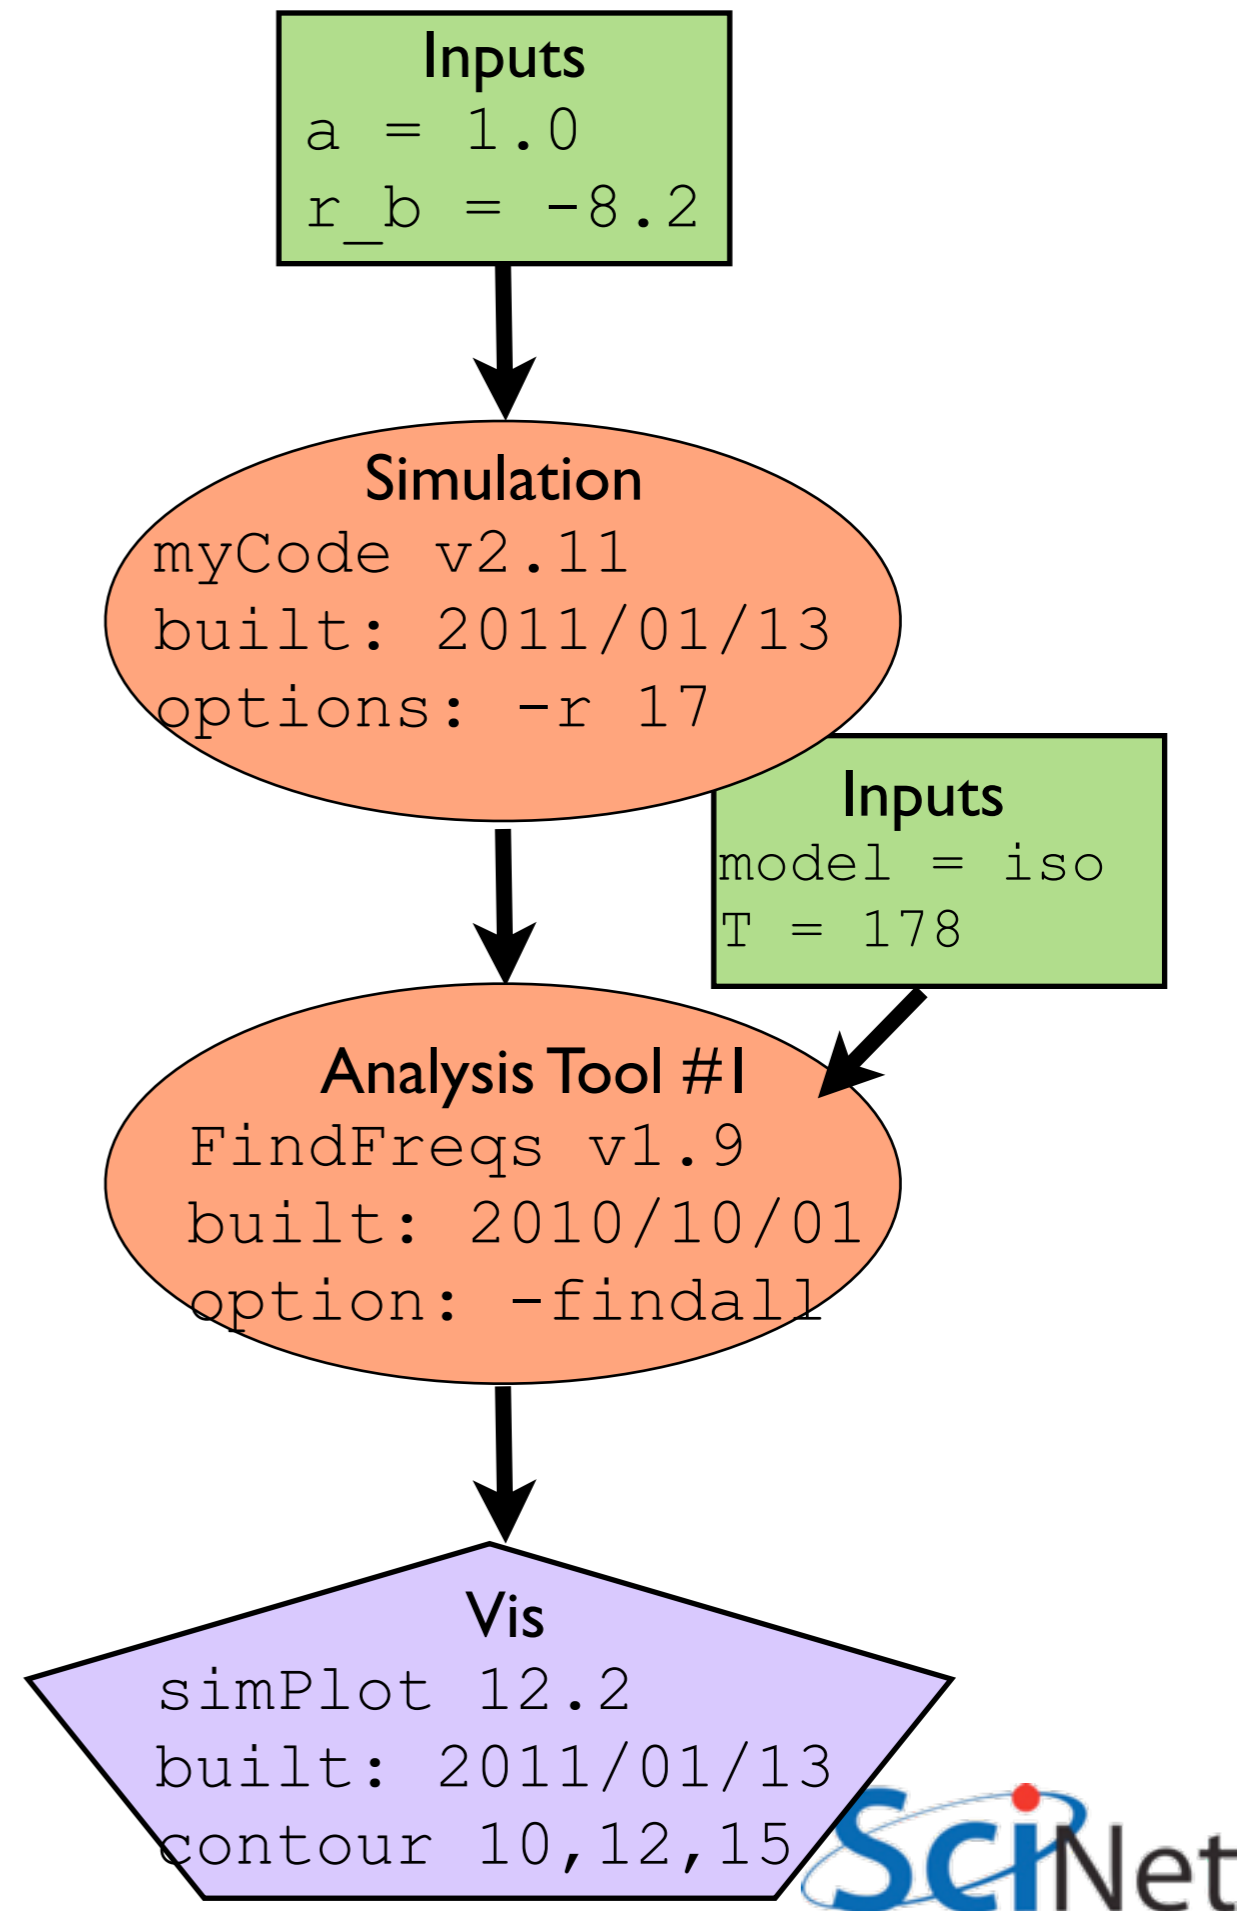 Inputs
a = 1.0
r_b = -8.2
Simulation
myCode v2.11
built: 2011/01/13
options: -r 17
Inputs
model = iso
T = 178
Analysis Tool #1
FindFreqs v1.9
built: 2010/10/01
option: -findall
Vis
simPlot 12.2
built: 2011/01/13
contour 10,12,15
SciNet